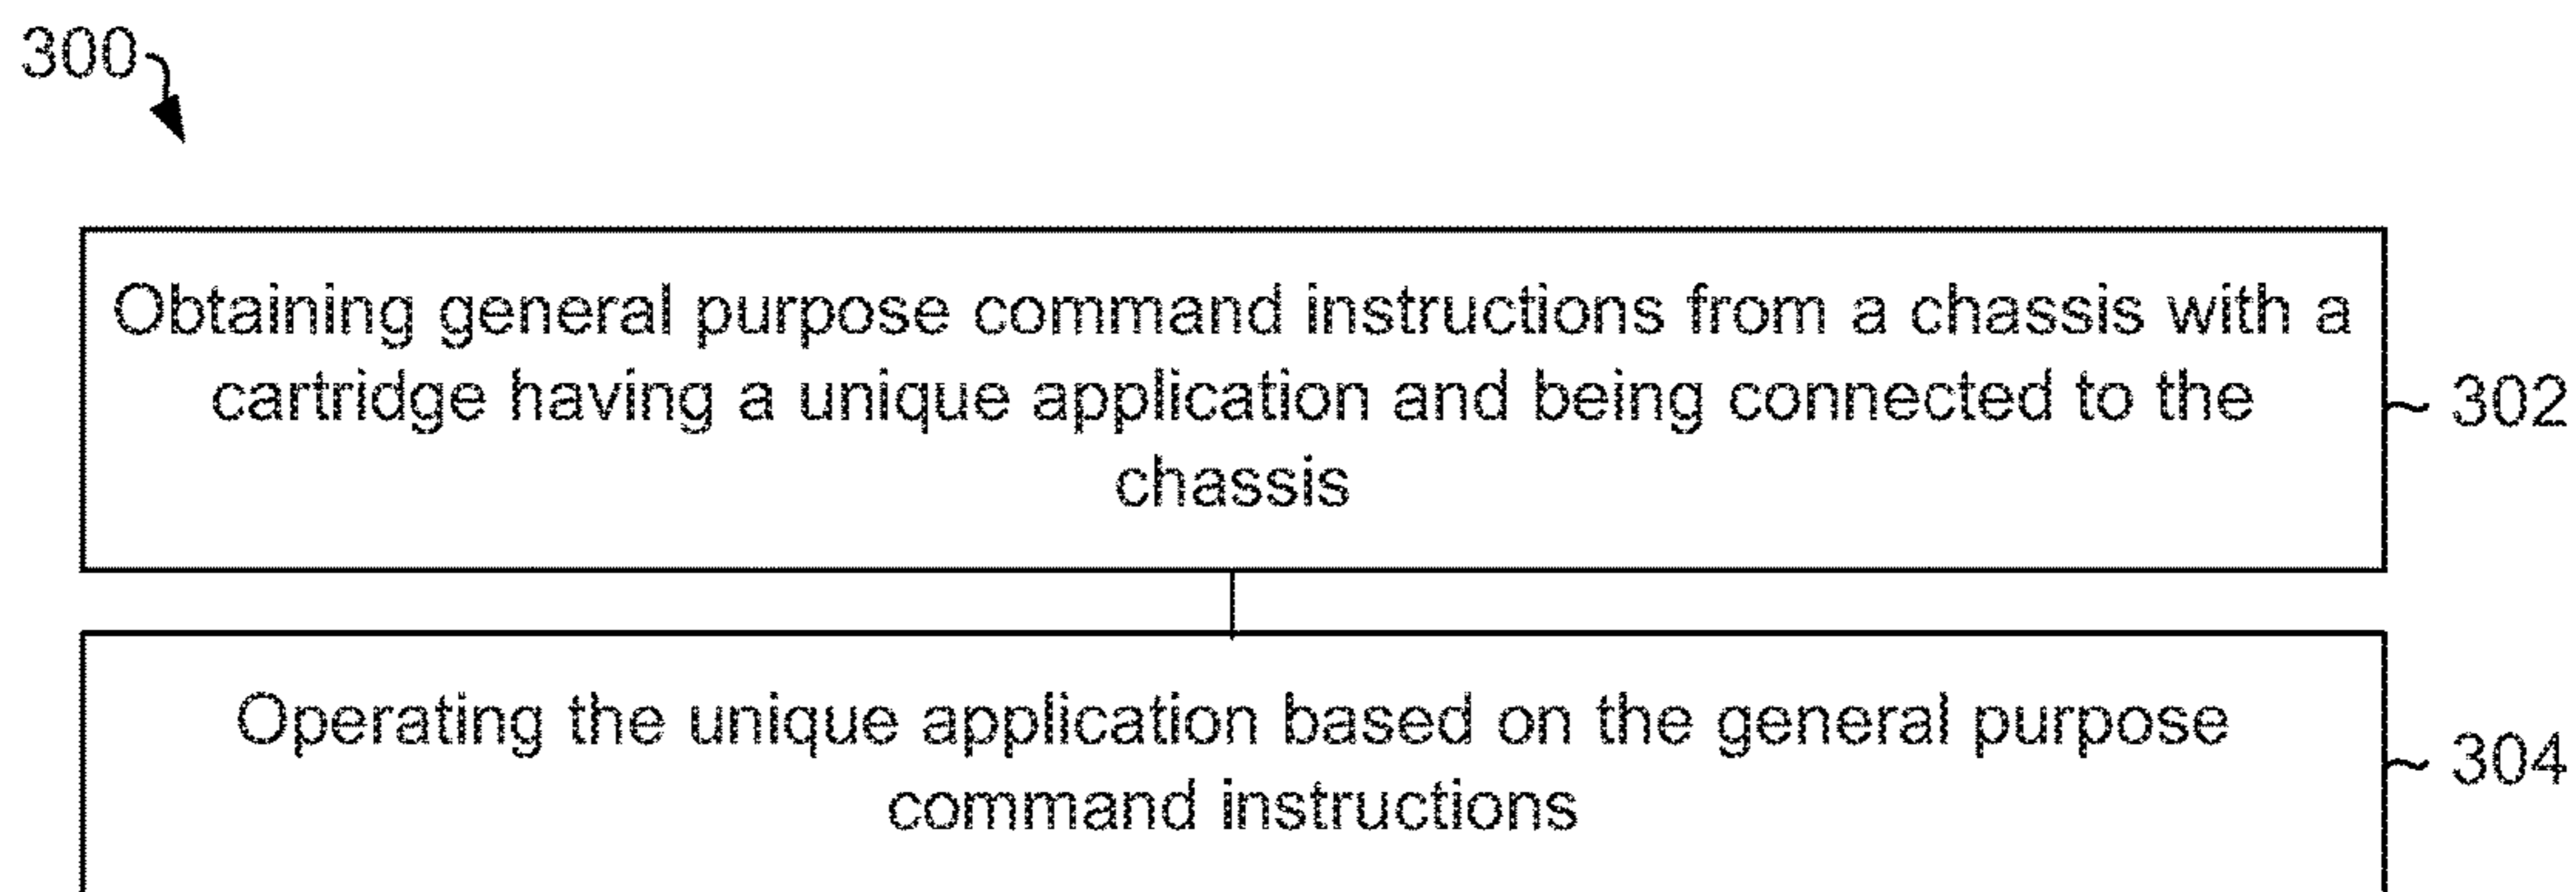 300
Obtaining general purpose command instructions from a chassis with a
cartridge having a unique application and being connected to the
chassis
302
Operating the unique application based on the general purpose
command instructions
304